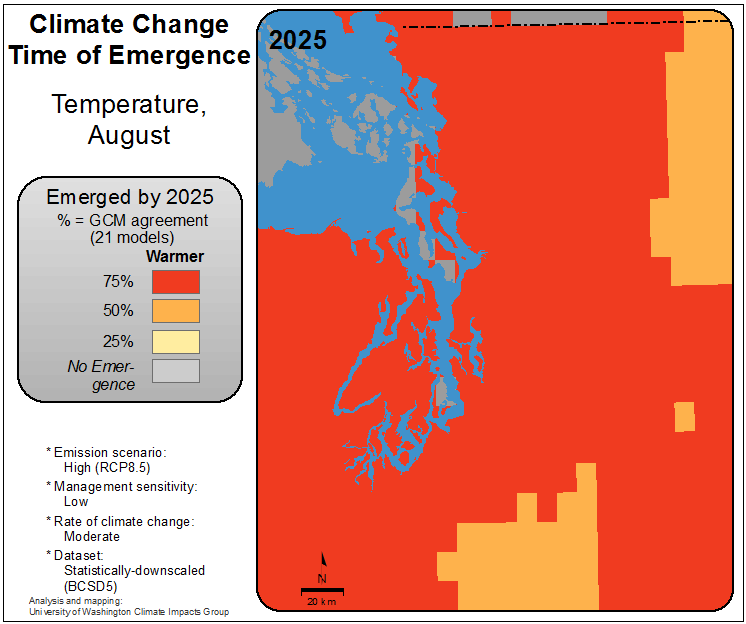 Climate Change
Time of Emergence
Temperature,
August
Emerged by 2025
% = GCM agreement
(21 models)
Warmer
75%
50%
25%
No Emer-
gence
* Emission scenario:
High (RCP8.5)
* Management sensitivity:
Low
* Rate of climate change:
Moderate
* Dataset:
Statistically-downscaled
(BCSD5)
Analysis and mapping:
University of Washington Climate Impacts Group
2025
N
20 km